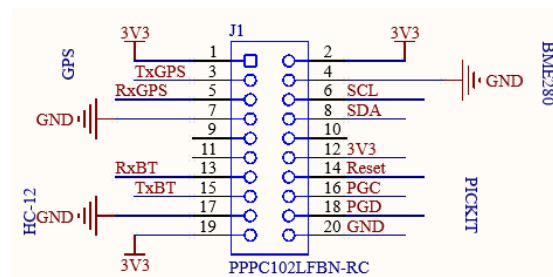 J1
3V3 3V3
1 2
GPS TxGPS 3 4 GND BME280
RxGPS 5 6 SCL
GND 7 8 SDA
9 10
11 12 3V3
RxBT 13 14 Reset
TxBT 15 16 PGC PICKIT
HC-12 GND 17 18 PGD
19 20 GND
3V3 PPPC102LFBN-RC